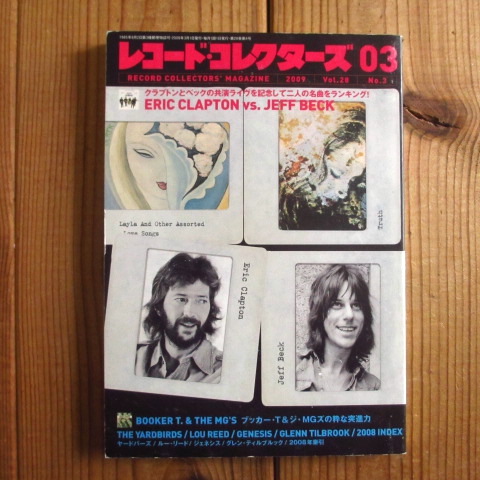 レコード・コレクターズ 03
RECORD COLLECTORS' MAGAZINE 2009 Vol.28 No.3
クラプトンとベックの共演ライヴを記念して二人の名曲をランキング!
ERIC CLAPTON vs. JEFF BECK
Layla And Other Assorted
Love Songs
Truth
Eric Clapton
Jeff Beck
BOOKER T. & THE MG'S ブッカー・T&ジ・MGズの粋な突進力
THE YARDBIRDS / LOU REED / GENESIS / GLENN TILBROOK / 2008 INDEX
ヤードバーズ / ルー・リード / ジェネシス / グレン・ティルブルック / 2008年索引